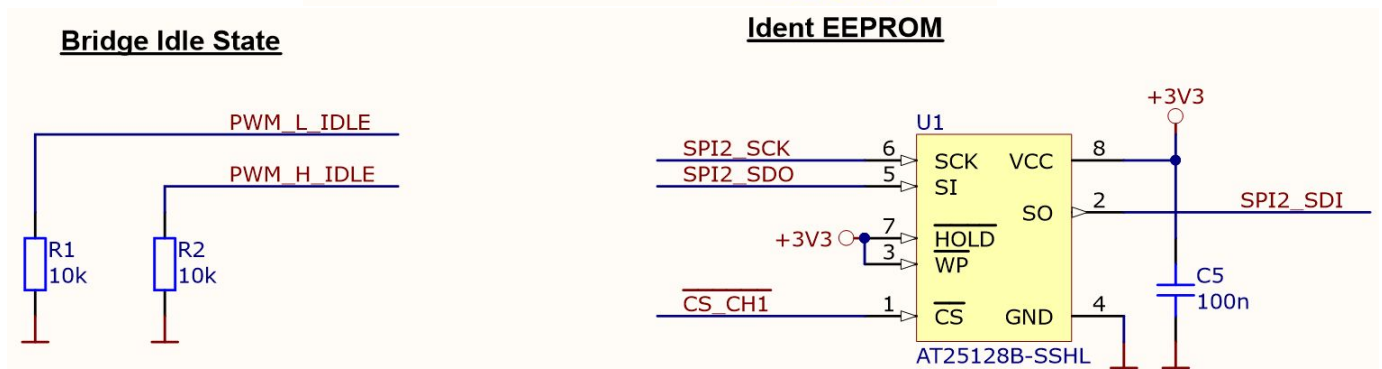 Bridge Idle State
PWM_L_IDLE
PWM_H_IDLE
R1
10k
R2
10k
Ident EEPROM
+3V3
U1
SPI2_SCK
6
SCK
VCC
8
SPI2_SDO
5
SI
SO
2
SPI2_SDI
+3V3
7
HOLD
3
WP
CS_CH1
1
CS
GND
4
C5
100n
AT25128B-SSHL